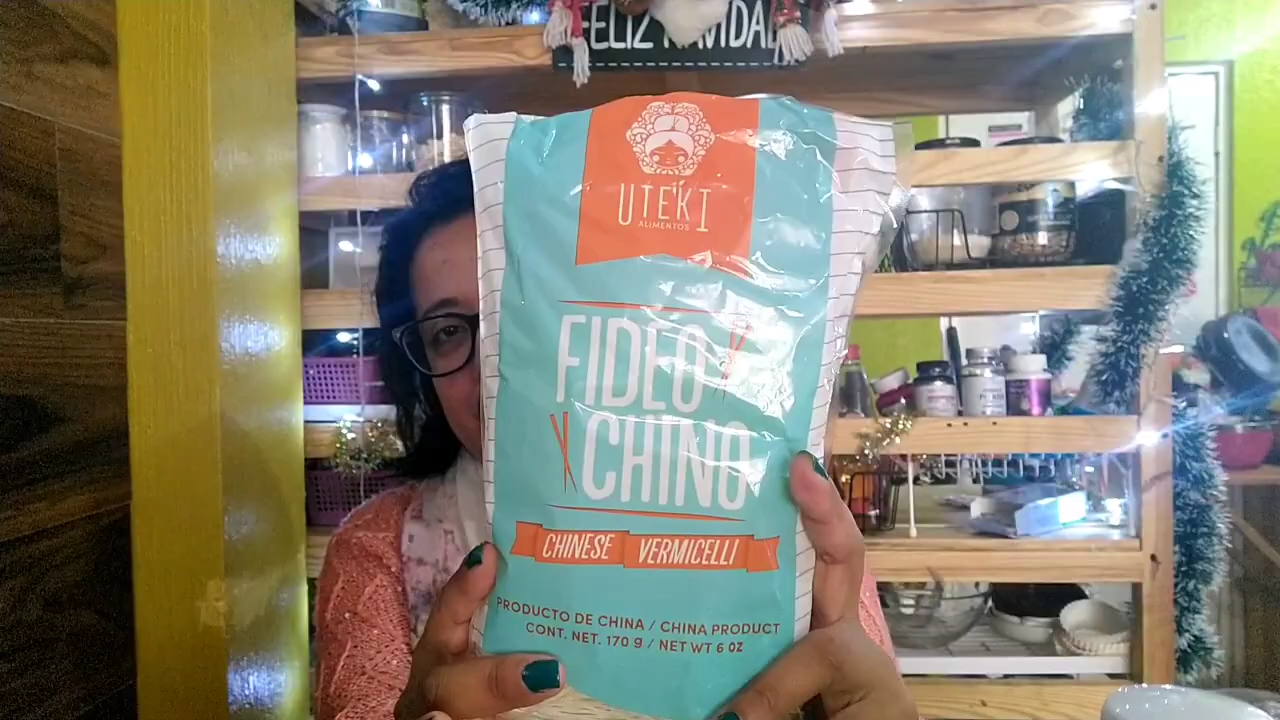 FELIZ NAVIDAD
UTEKI
ALIMENTOS
FIDEO
CHINO
CHINESE VERMICELLI
PRODUCTO DE CHINA / CHINA PRODUCT
CONT. NET. 170 g / NET WT 6 OZ